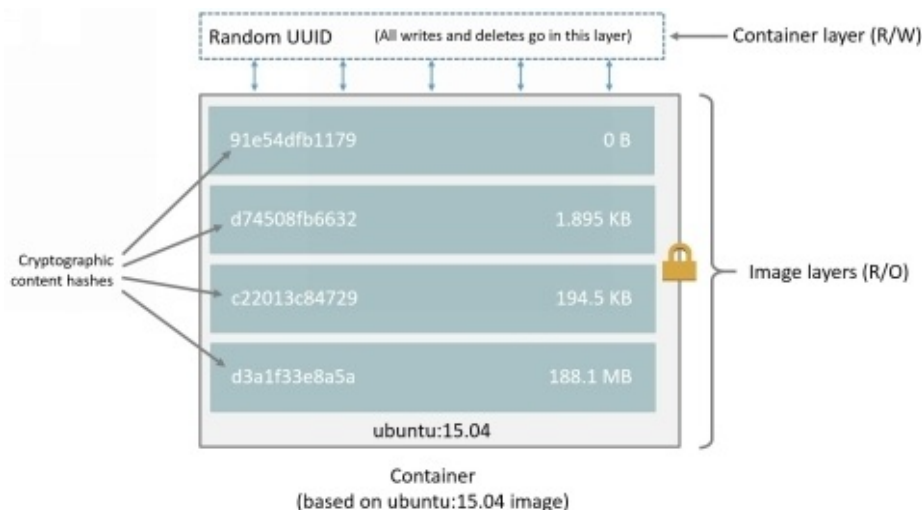 Random UUID (All writes and deletes go in this layer)
Container layer (R/W)
91e54dfb1179 0 B
d74508fb6632 1.895 KB
Cryptographic
content hashes
c22013c84729 194.5 KB
Image layers (R/O)
d3a1f33e8a5a 188.1 MB
ubuntu:15.04
Container
(based on ubuntu:15.04 image)